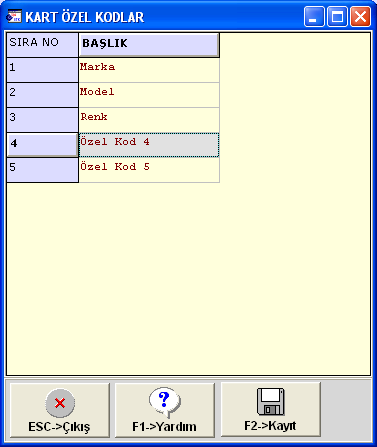 KART ÖZEL KODLAR
SIRA NO BAŞLIK
1 Marka
2 Model
3 Renk
4 Özel Kod 4
5 Özel Kod 5
ESC->Çıkış F1->Yardım F2->Kayıt